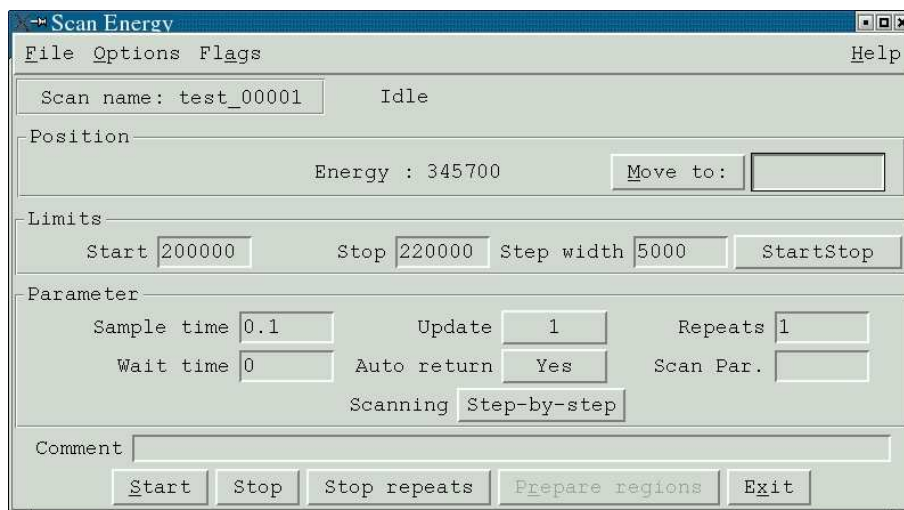 Scan Energy
File Options Flags Help
Scan name: test_00001 Idle
Position
Energy : 345700 Move to:
Limits
Start 200000 Stop 220000 Step width 5000 StartStop
Parameter
Sample time 0.1 Update 1 Repeats 1
Wait time 0 Auto return Yes Scan Par.
Scanning Step-by-step
Comment
Start Stop Stop repeats Prepare regions Exit